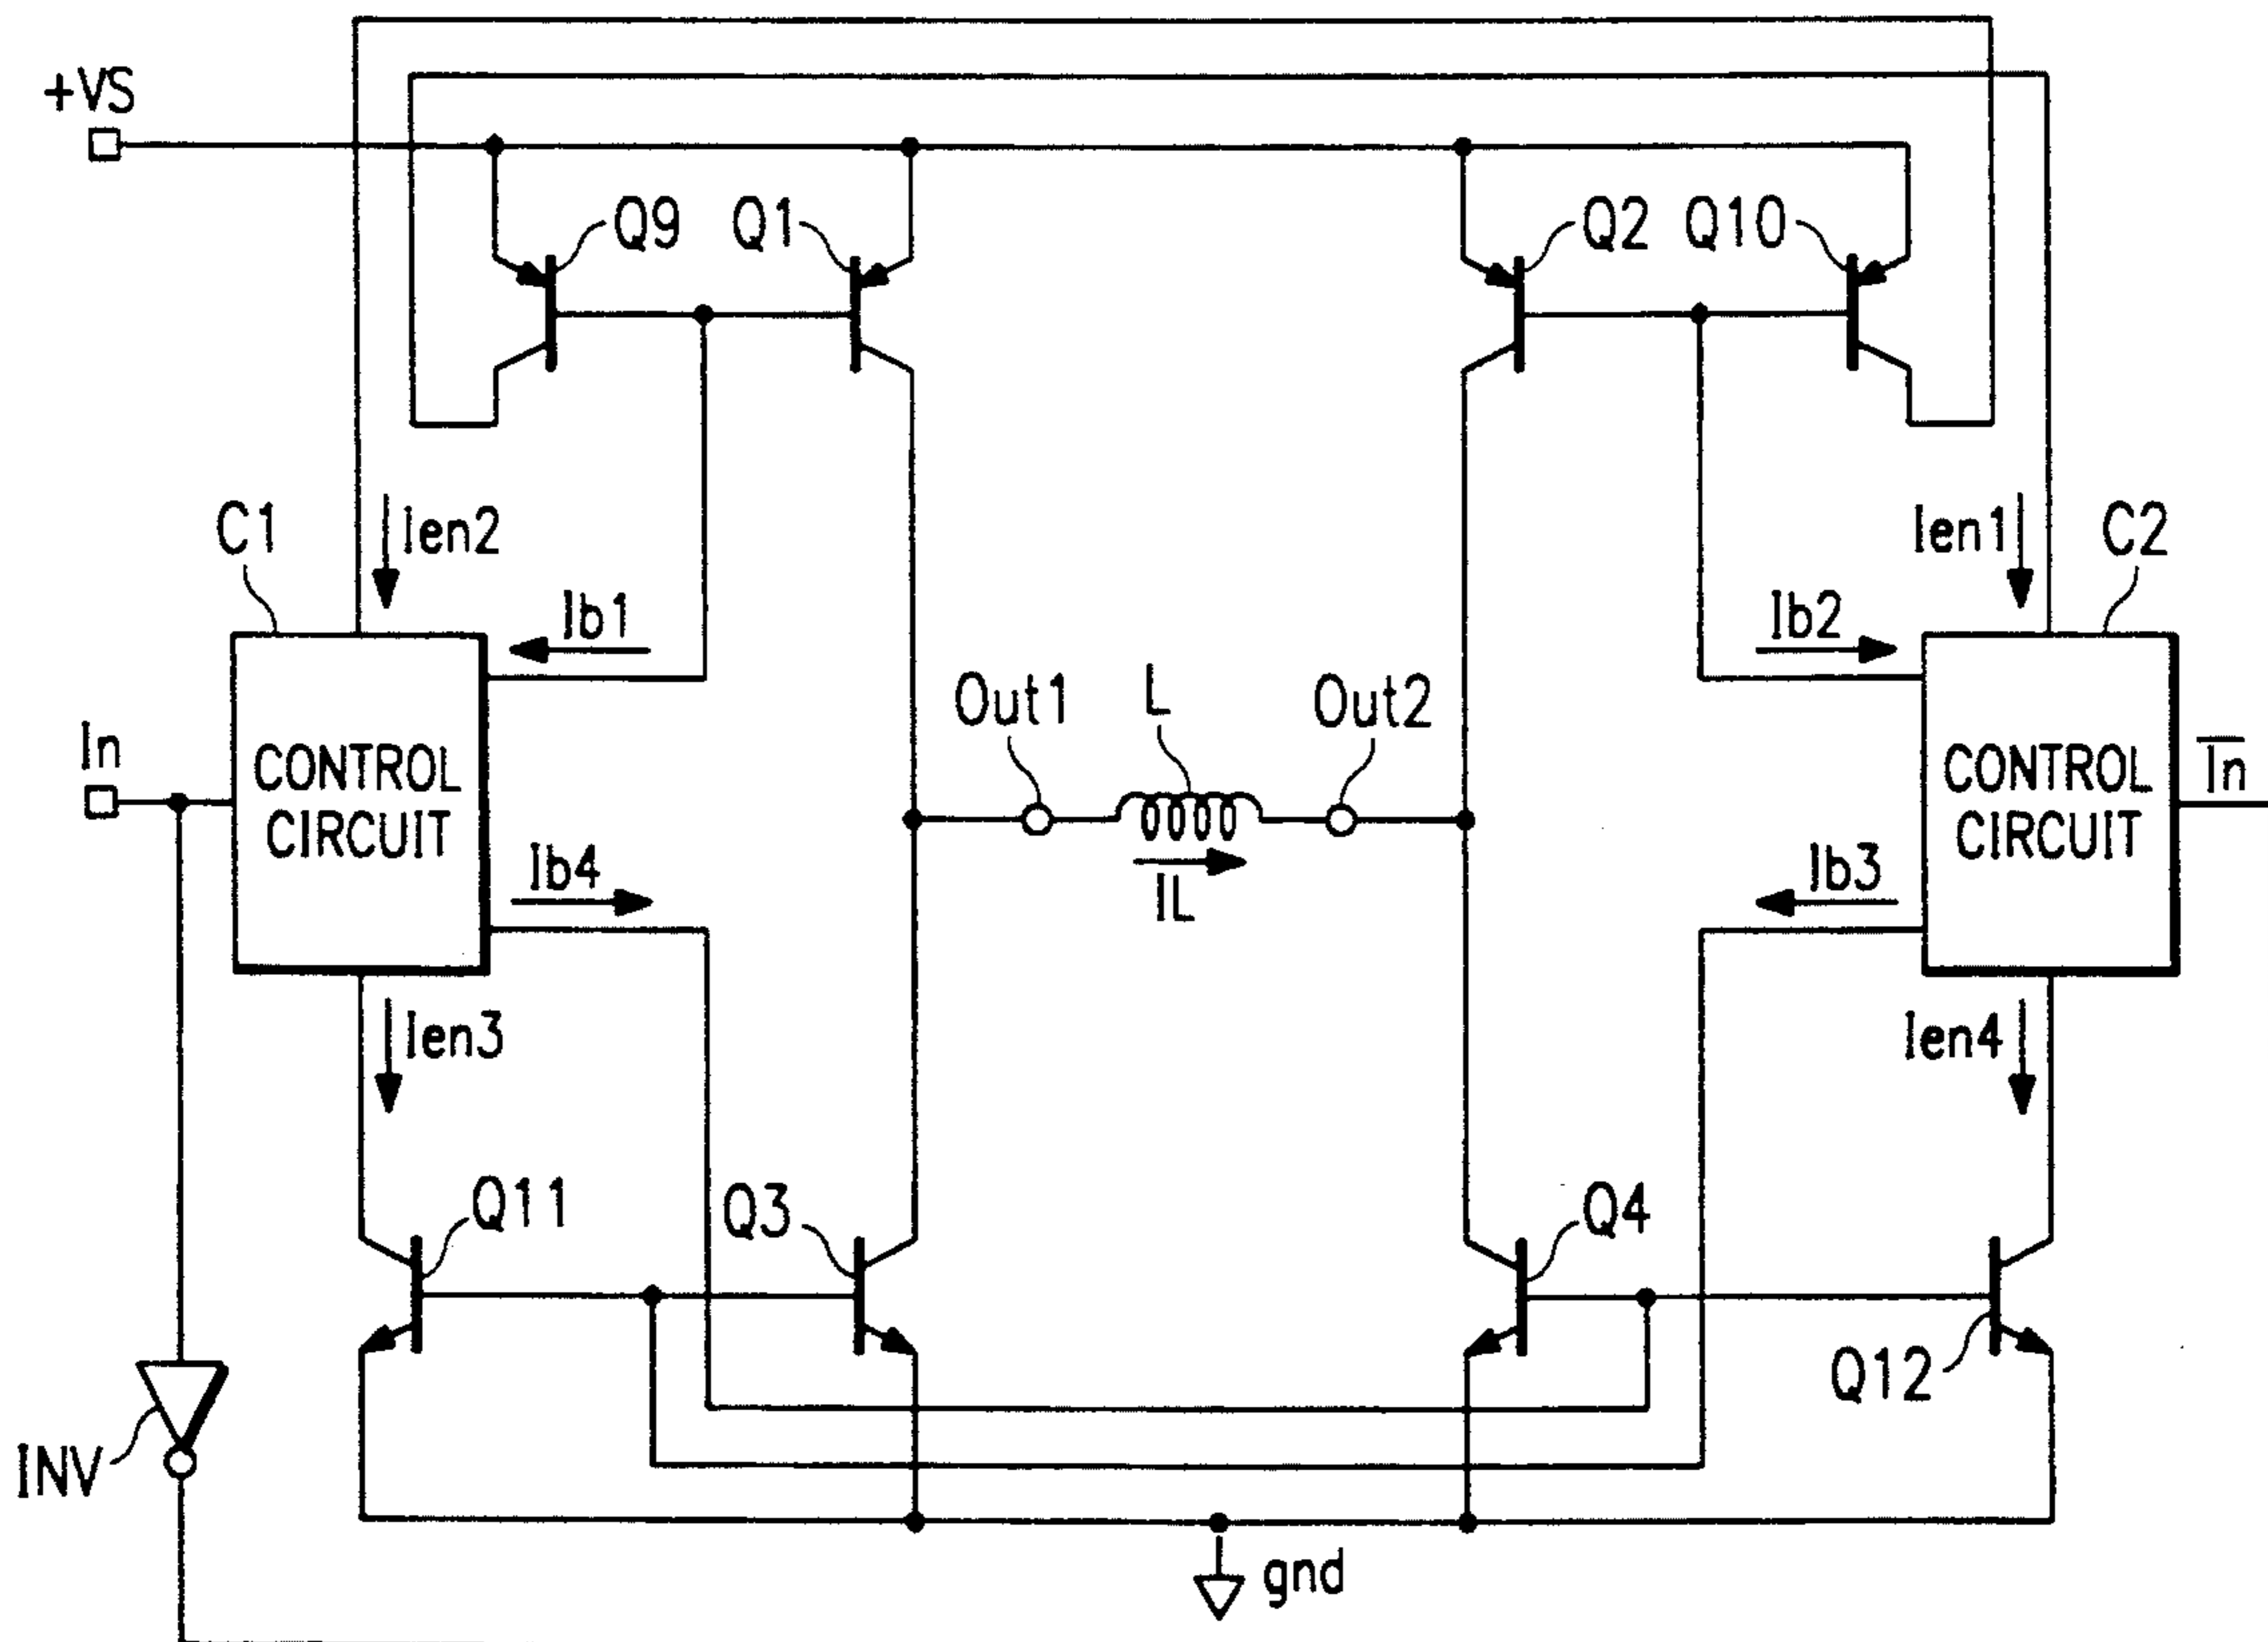 +VS
Q9
Q1
Q2
Q10
C1
Ien2
Ien1
C2
Ib1
Ib2
Out1
L
Out2
In
CONTROL
CIRCUIT
CONTROL
CIRCUIT
I̅n̅
Ib4
IL
Ib3
Ien3
Ien4
Q11
Q3
Q4
Q12
INV
gnd